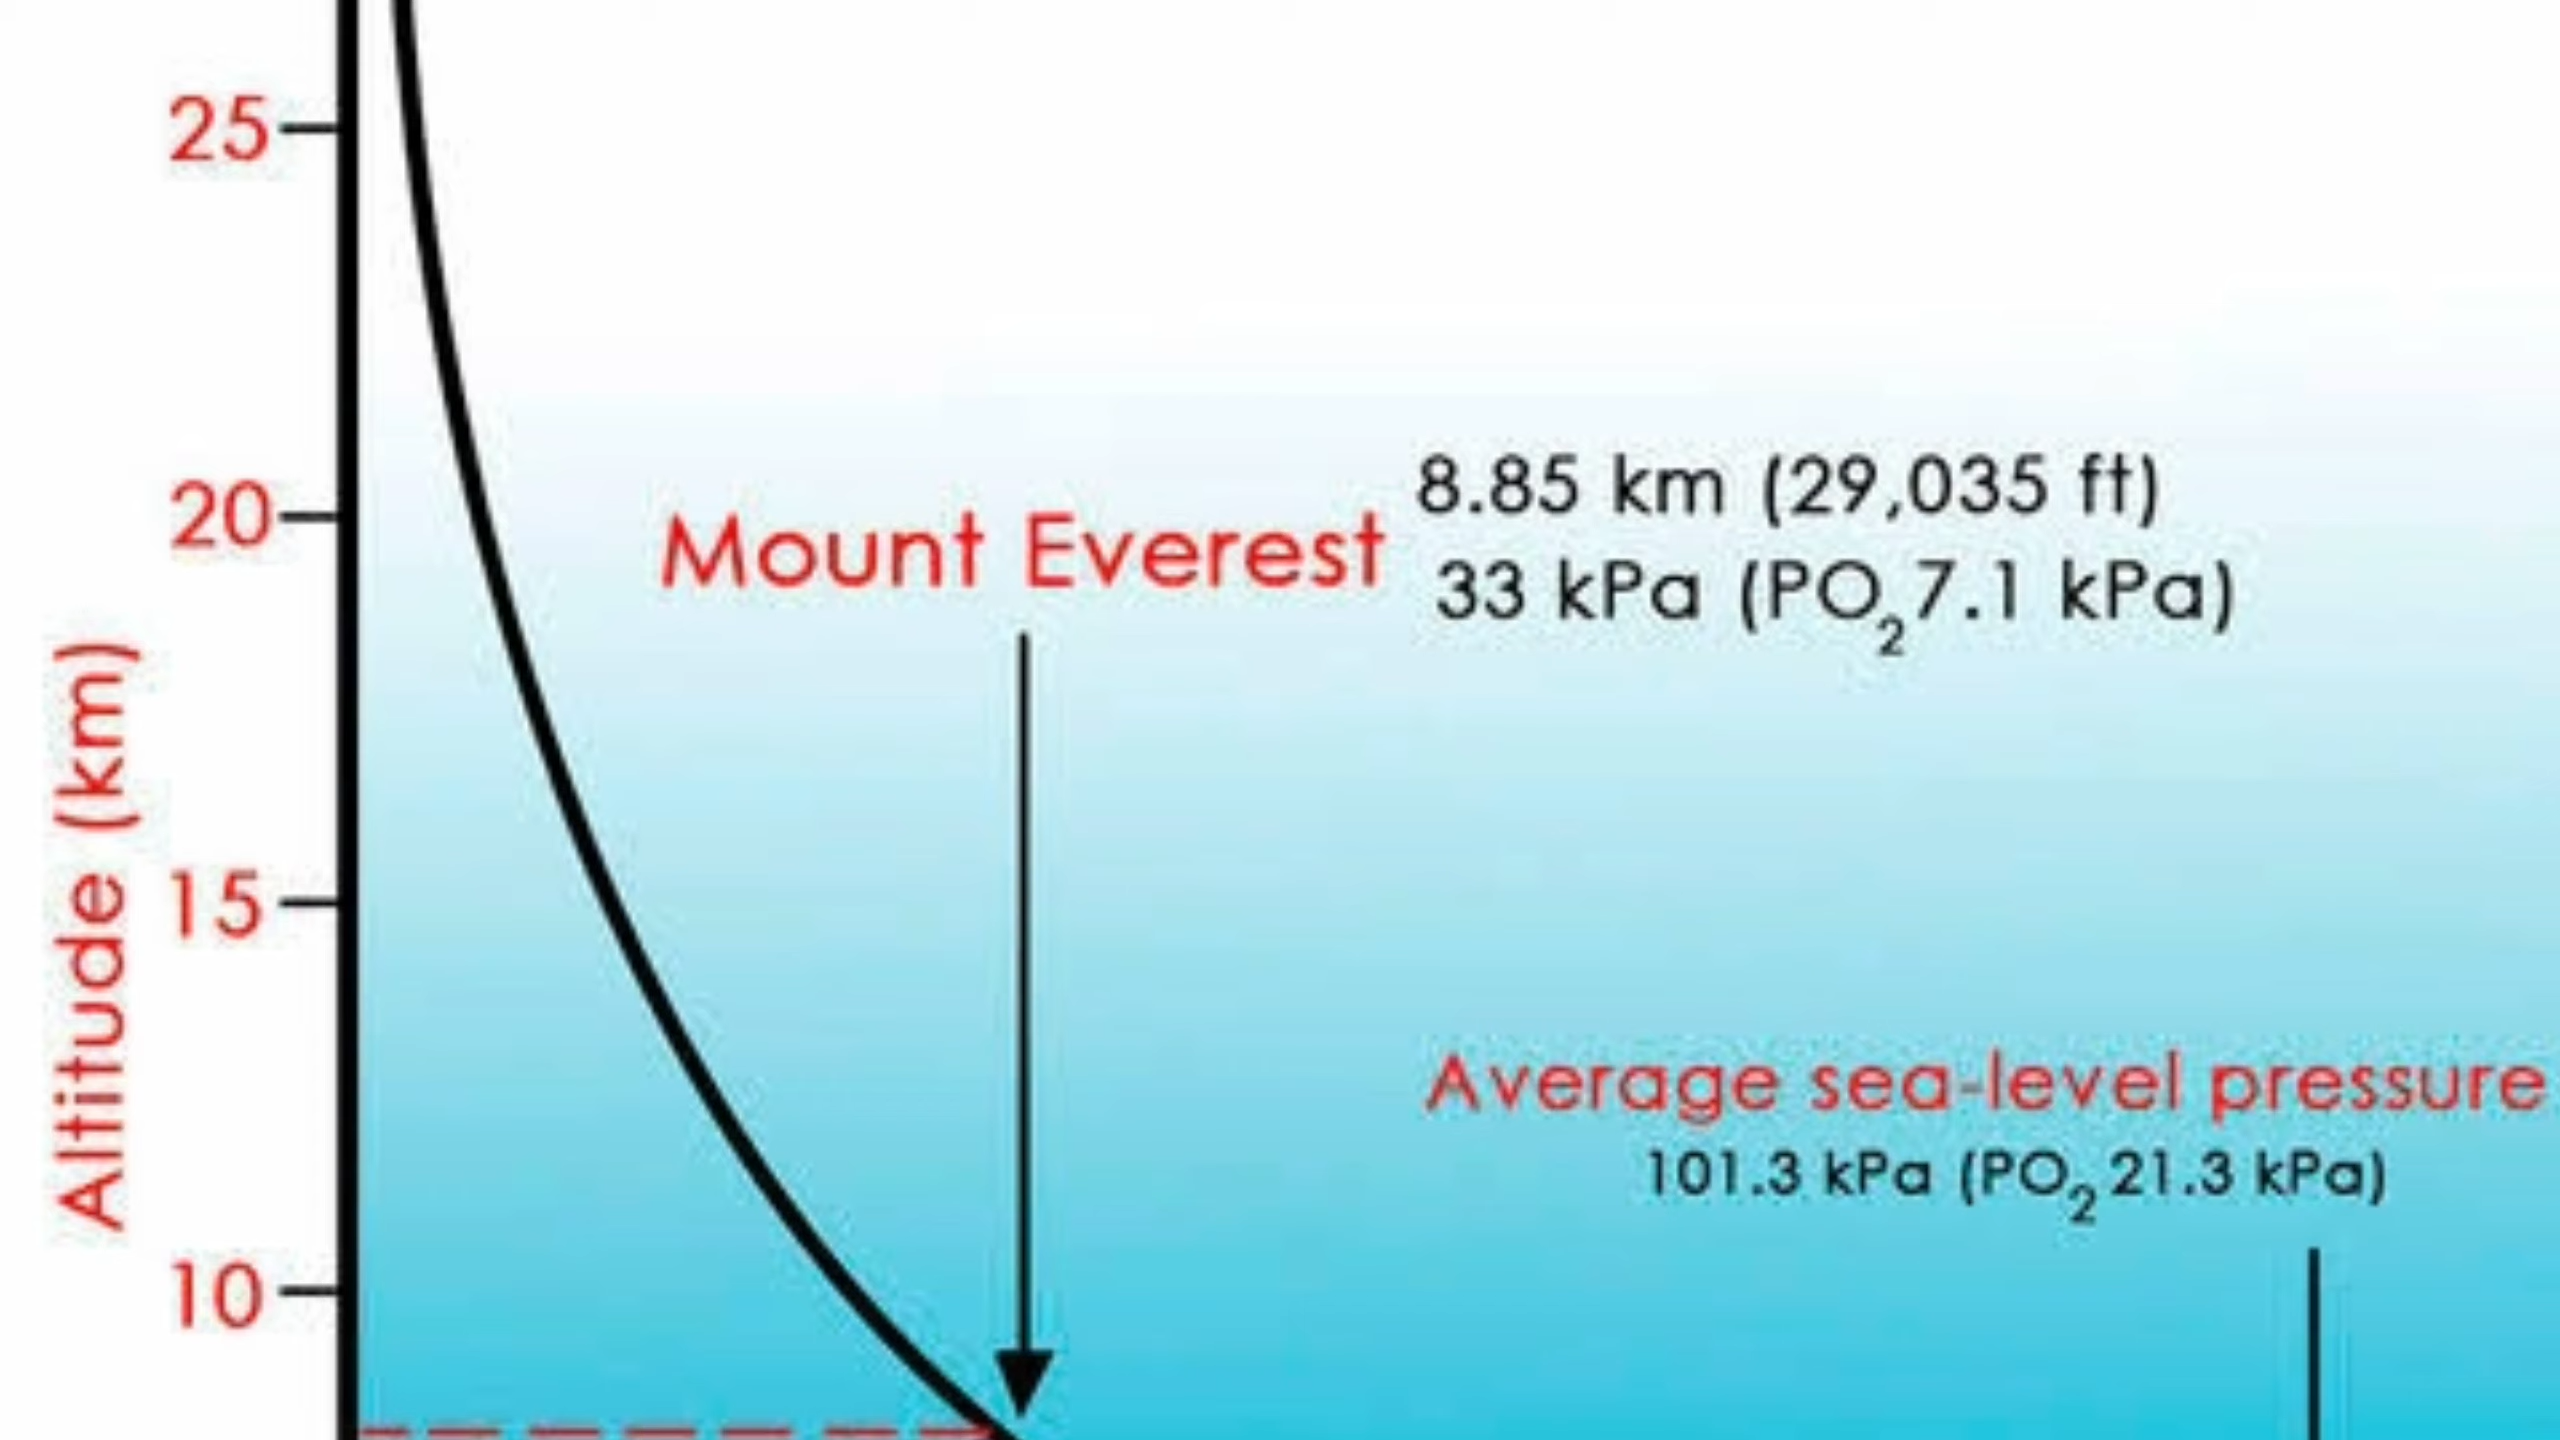 25
20
Mount Everest
8.85 km (29,035 ft)
33 kPa (PO₂ 7.1 kPa)
Altitude (km)
15
Average sea-level pressure
101.3 kPa (PO₂ 21.3 kPa)
10